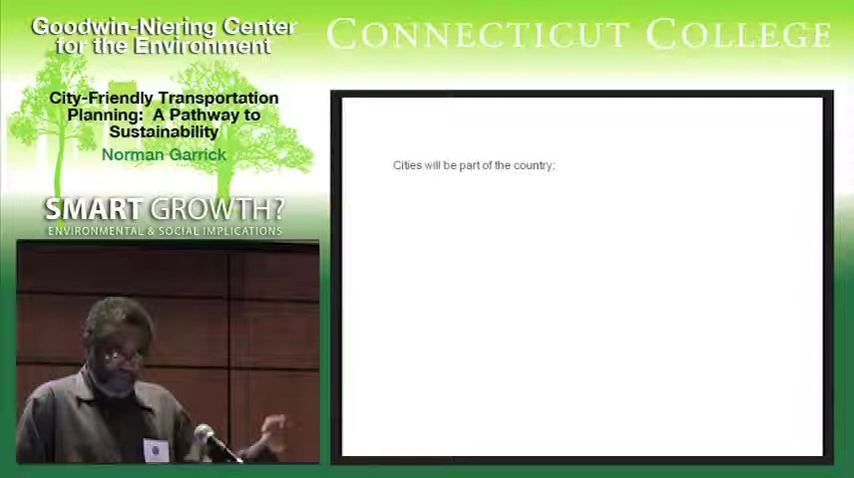 Goodwin-Niering Center
for the Environment
CONNECTICUT COLLEGE
City-Friendly Transportation
Planning: A Pathway to
Sustainability
Norman Garrick
SMART GROWTH?
ENVIRONMENTAL & SOCIAL IMPLICATIONS
Cities will be part of the country;